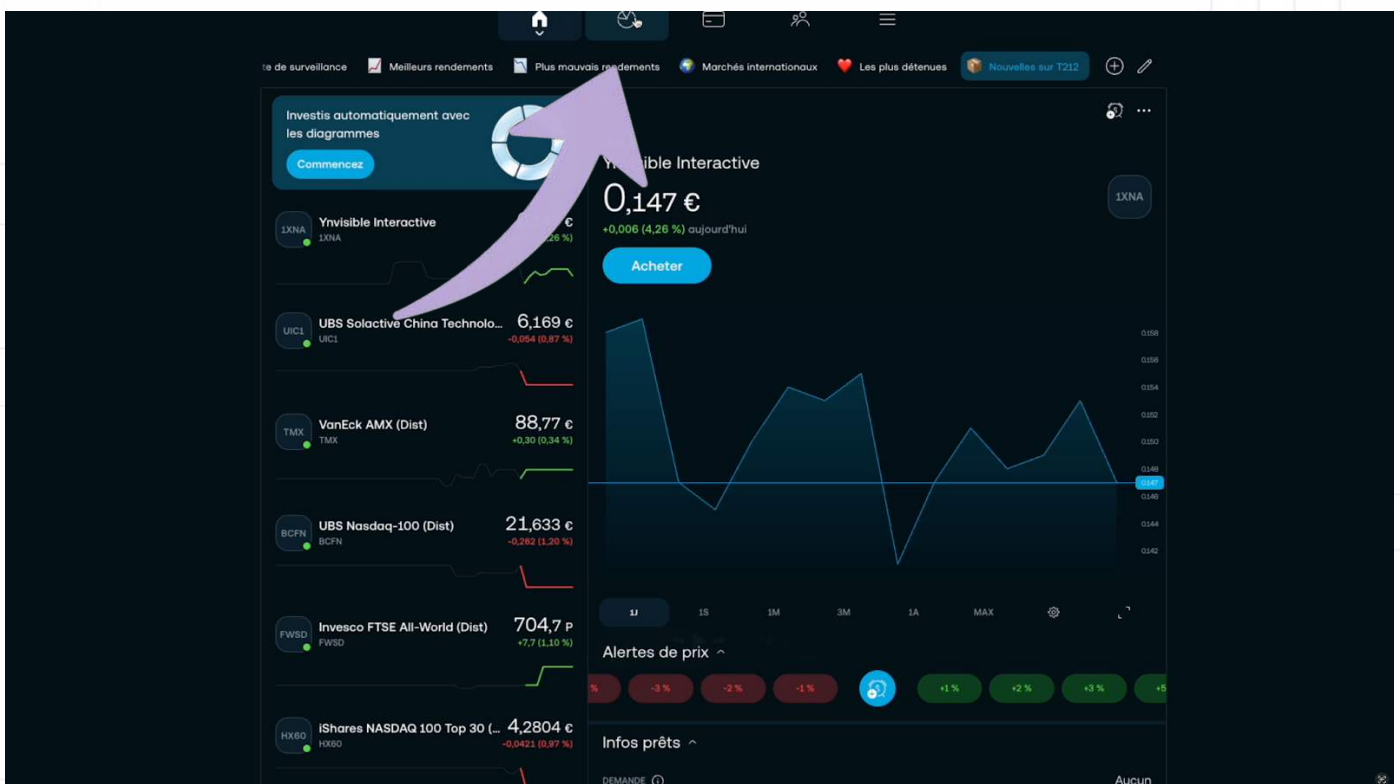 te de surveillance
Meilleurs rendements
Plus mauvais rendements
Marchés internationaux
Les plus détenues
Nouvelles sur T212
Investis automatiquement avec
les diagrammes
Commencez
1XNA
Ynvisible Interactive
1XNA
€
26 %)
UIC1
UBS Solactive China Technolo...
UIC1
6,169 €
-0,054 (0,87 %)
TMX
VanEck AMX (Dist)
TMX
88,77 €
+0,30 (0,34 %)
BCFN
UBS Nasdaq-100 (Dist)
BCFN
21,633 €
-0,262 (1,20 %)
FWSD
Invesco FTSE All-World (Dist)
FWSD
704,7 P
+7,7 (1,10 %)
HX60
iShares NASDAQ 100 Top 30 (...
HX60
4,2804 €
-0,0421 (0,97 %)
Ynvisible Interactive
0,147 €
+0,006 (4,26 %) aujourd'hui
Acheter
1XNA
0.158
0.156
0.154
0.152
0.150
0.148
0.147
0.146
0.144
0.142
1J 1S 1M 3M 1A MAX
Alertes de prix
% -3 % -2 % -1 % +1 % +2 % +3 % +5
Infos prêts
DEMANDE
Aucun